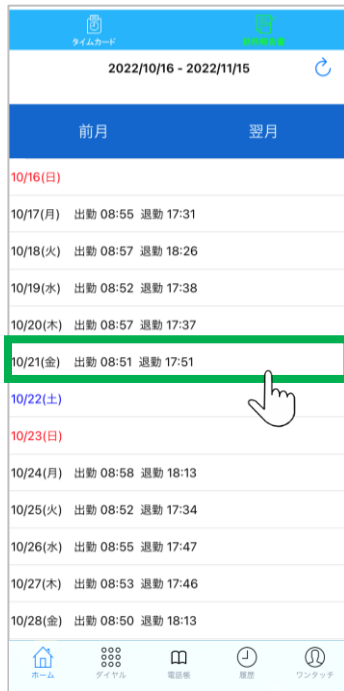 タイムカード
2022/10/16 - 2022/11/15
前月 翌月
10/16(日)
10/17(月) 出勤 08:55 退勤 17:31
10/18(火) 出勤 08:57 退勤 18:26
10/19(水) 出勤 08:52 退勤 17:38
10/20(木) 出勤 08:57 退勤 17:37
10/21(金) 出勤 08:51 退勤 17:51
10/22(土)
10/23(日)
10/24(月) 出勤 08:58 退勤 18:13
10/25(火) 出勤 08:52 退勤 17:34
10/26(水) 出勤 08:55 退勤 17:47
10/27(木) 出勤 08:53 退勤 17:46
10/28(金) 出勤 08:50 退勤 18:13
ホーム ダイヤル 電話帳 履歴 ワンタッチ